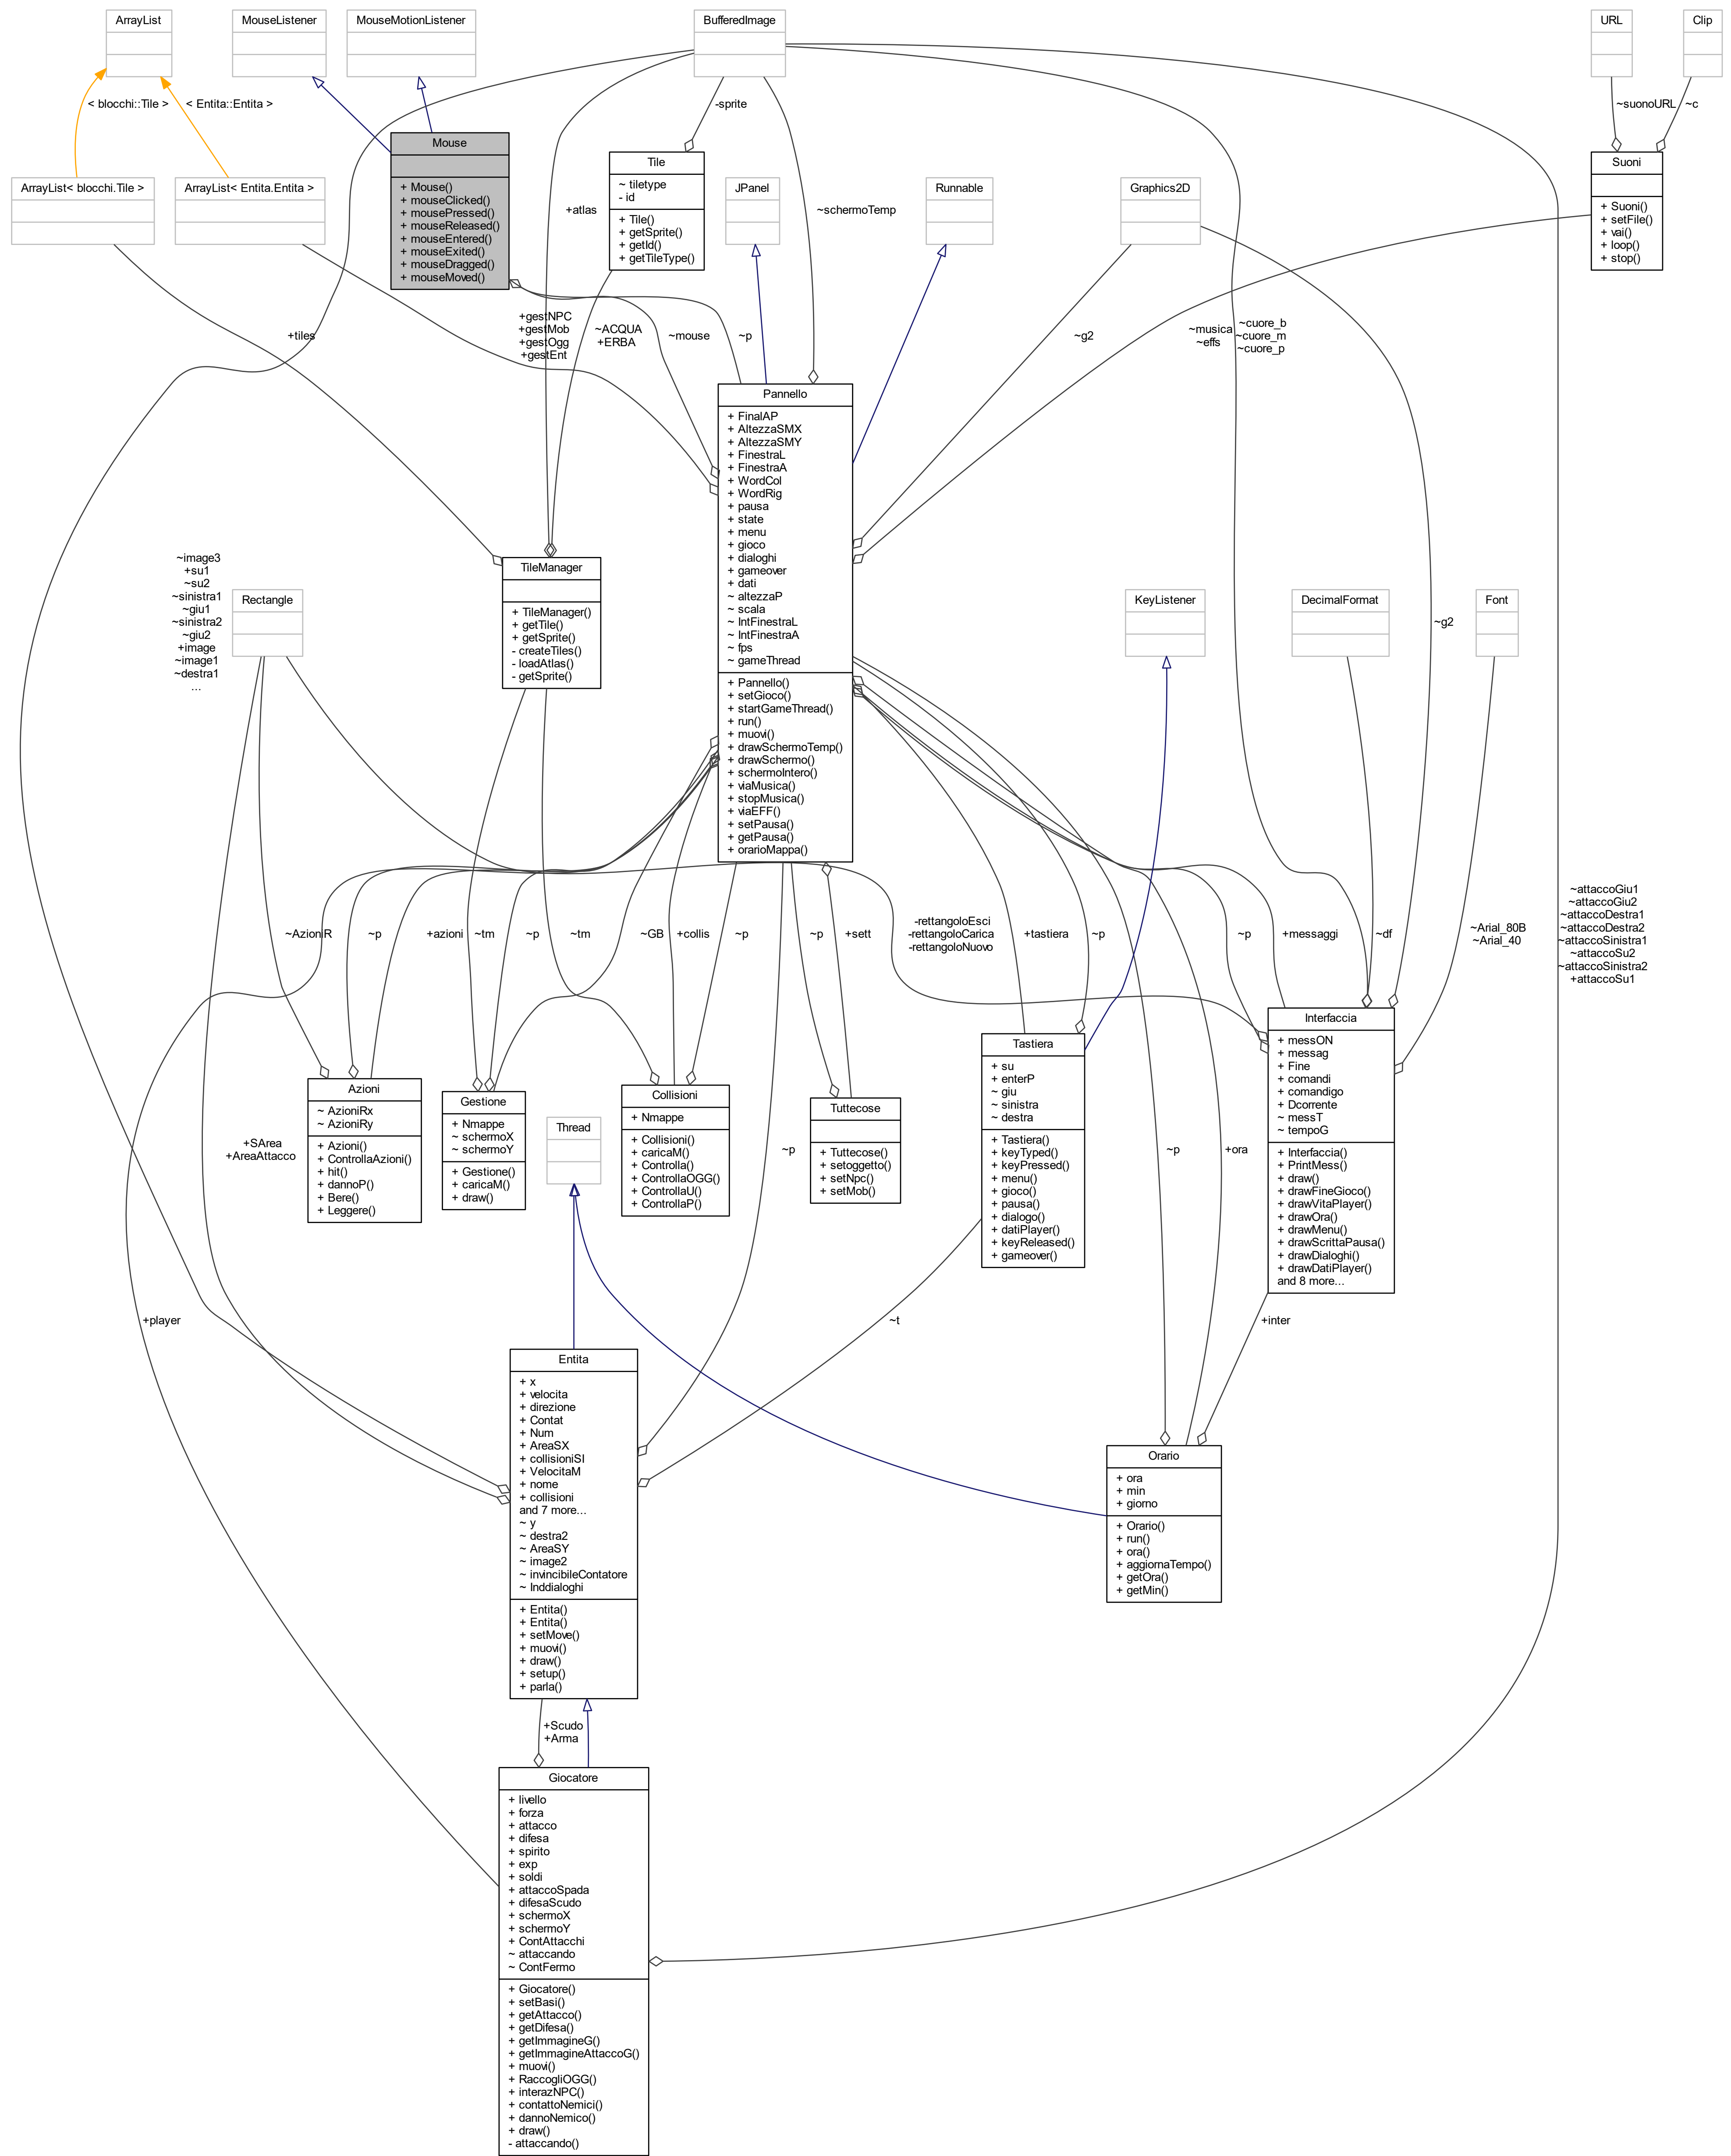 ArrayList
MouseListener
MouseMotionListener
BufferedImage
URL
Clip
< blocchi::Tile >
< Entita::Entita >
-sprite
~suonoURL
~c
Mouse
+ Mouse()
+ mouseClicked()
+ mousePressed()
+ mouseReleased()
+ mouseEntered()
+ mouseExited()
+ mouseDragged()
+ mouseMoved()
ArrayList< blocchi.Tile >
ArrayList< Entita.Entita >
+atlas
Tile
~ tiletype
- id
+ Tile()
+ getSprite()
+ getId()
+ getTileType()
JPanel
~schermoTemp
Runnable
Graphics2D
Suoni
+ Suoni()
+ setFile()
+ vai()
+ loop()
+ stop()
+tiles
+gestNPC
+gestMob
+gestOgg
+gestEnt
~ACQUA
+ERBA
~mouse
~p
~g2
~musica
~effs
~cuore_b
~cuore_m
~cuore_p
Pannello
+ FinalAP
+ AltezzaSMX
+ AltezzaSMY
+ FinestraL
+ FinestraA
+ WordCol
+ WordRig
+ pausa
+ state
+ menu
+ gioco
+ dialoghi
+ gameover
+ dati
~ altezzaP
~ scala
~ IntFinestraL
~ IntFinestraA
~ fps
~ gameThread
+ Pannello()
+ setGioco()
+ startGameThread()
+ run()
+ muovi()
+ drawSchermoTemp()
+ drawSchermo()
+ schermoIntero()
+ viaMusica()
+ stopMusica()
+ viaEFF()
+ setPausa()
+ getPausa()
+ orarioMappa()
~image3
+su1
~su2
~sinistra1
~giu1
~sinistra2
~giu2
+image
~image1
~destra1
...
Rectangle
TileManager
+ TileManager()
+ getTile()
+ getSprite()
- createTiles()
- loadAtlas()
- getSprite()
KeyListener
DecimalFormat
~g2
Font
~AzioniR
~p
+azioni
~tm
~p
~tm
~GB
+collis
~p
~p
+sett
-rettangoloEsci
-rettangoloCarica
-rettangoloNuovo
+tastiera
~p
~p
+messaggi
~df
~Arial_80B
~Arial_40
~attaccoGiu1
~attaccoGiu2
~attaccoDestra1
~attaccoDestra2
~attaccoSinistra1
~attaccoSu2
~attaccoSinistra2
+attaccoSu1
Azioni
~ AzioniRx
~ AzioniRy
+ Azioni()
+ ControllaAzioni()
+ hit()
+ dannoP()
+ Bere()
+ Leggere()
Gestione
+ Nmappe
~ schermoX
~ schermoY
+ Gestione()
+ caricaM()
+ draw()
Thread
Collisioni
+ Nmappe
+ Collisioni()
+ caricaM()
+ Controlla()
+ ControllaOGG()
+ ControllaU()
+ ControllaP()
Tuttecose
+ Tuttecose()
+ setoggetto()
+ setNpc()
+ setMob()
Tastiera
+ su
+ enterP
~ giu
~ sinistra
~ destra
+ Tastiera()
+ keyTyped()
+ keyPressed()
+ menu()
+ gioco()
+ pausa()
+ dialogo()
+ datiPlayer()
+ keyReleased()
+ gameover()
Interfaccia
+ messON
+ messag
+ Fine
+ comandi
+ comandigo
+ Dcorrente
~ messT
~ tempoG
+ Interfaccia()
+ PrintMess()
+ draw()
+ drawFineGioco()
+ drawVitaPlayer()
+ drawOra()
+ drawMenu()
+ drawScrittaPausa()
+ drawDialoghi()
+ drawDatiPlayer()
and 8 more...
+SArea
+AreaAttacco
~p
~p
+ora
+player
~t
+inter
Entita
+ x
+ velocita
+ direzione
+ Contat
+ Num
+ AreaSX
+ collisioniSI
+ VelocitaM
+ nome
+ collisioni
and 7 more...
~ y
~ destra2
~ AreaSY
~ image2
~ invincibileContatore
~ Inddialoghi
+ Entita()
+ Entita()
+ setMove()
+ muovi()
+ draw()
+ setup()
+ parla()
Orario
+ ora
+ min
+ giorno
+ Orario()
+ run()
+ ora()
+ aggiornaTempo()
+ getOra()
+ getMin()
+Scudo
+Arma
Giocatore
+ livello
+ forza
+ attacco
+ difesa
+ spirito
+ exp
+ soldi
+ attaccoSpada
+ difesaScudo
+ schermoX
+ schermoY
+ ContAttacchi
~ attaccando
~ ContFermo
+ Giocatore()
+ setBasi()
+ getAttacco()
+ getDifesa()
+ getImmagineG()
+ getImmagineAttaccoG()
+ muovi()
+ RaccogliOGG()
+ interazNPC()
+ contattoNemici()
+ dannoNemico()
+ draw()
- attaccando()